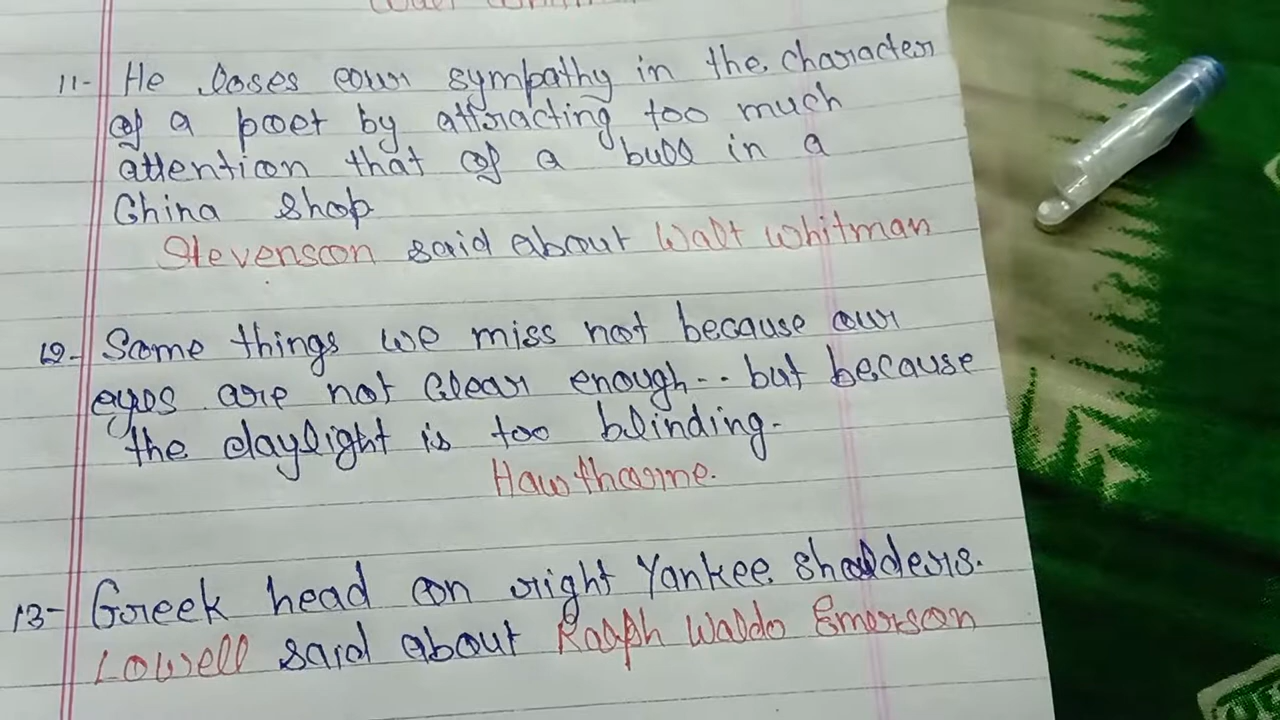 11- He loses our sympathy in the character
of a poet by attracting too much
attention that of a bull in a
China shop
Stevenson said about Walt Whitman
12- Some things we miss not because our
eyes are not clear enough-- but because
the daylight is too blinding-
Hawthorne.
13- Greek head on right Yankee sholders.
Lowell said about Ralph Waldo Emerson